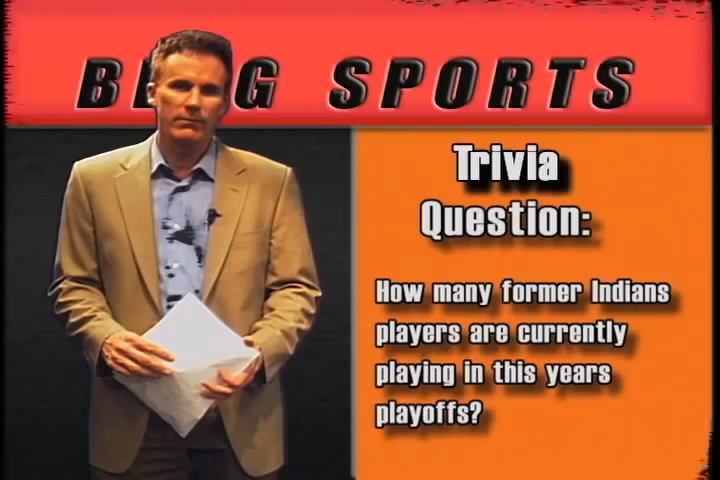 SPORTS
Trivia
Question:
How many former Indians
players are currently
playing in this years
playoffs?